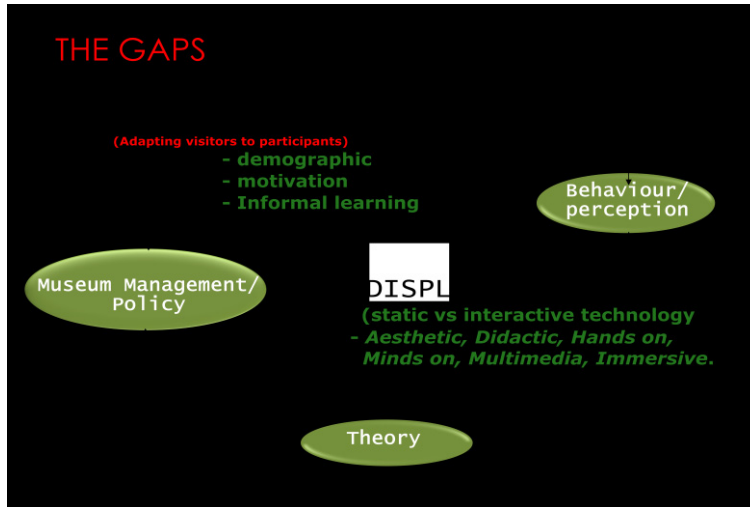 THE GAPS
(Adapting visitors to participants)
- demographic
- motivation
- Informal learning
Behaviour/
perception
Museum Management/
Policy
DISPL
(static vs interactive technology
- Aesthetic, Didactic, Hands on,
Minds on, Multimedia, Immersive.
Theory